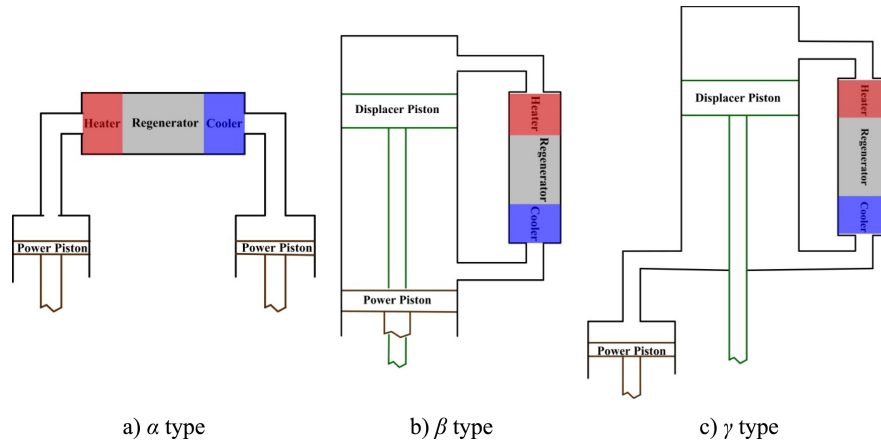 Heater Regenerator Cooler
Power Piston
Power Piston
a) α type
Displacer Piston
Heater
Regenerator
Cooler
Power Piston
b) β type
Displacer Piston
Heater
Regenerator
Cooler
Power Piston
c) γ type